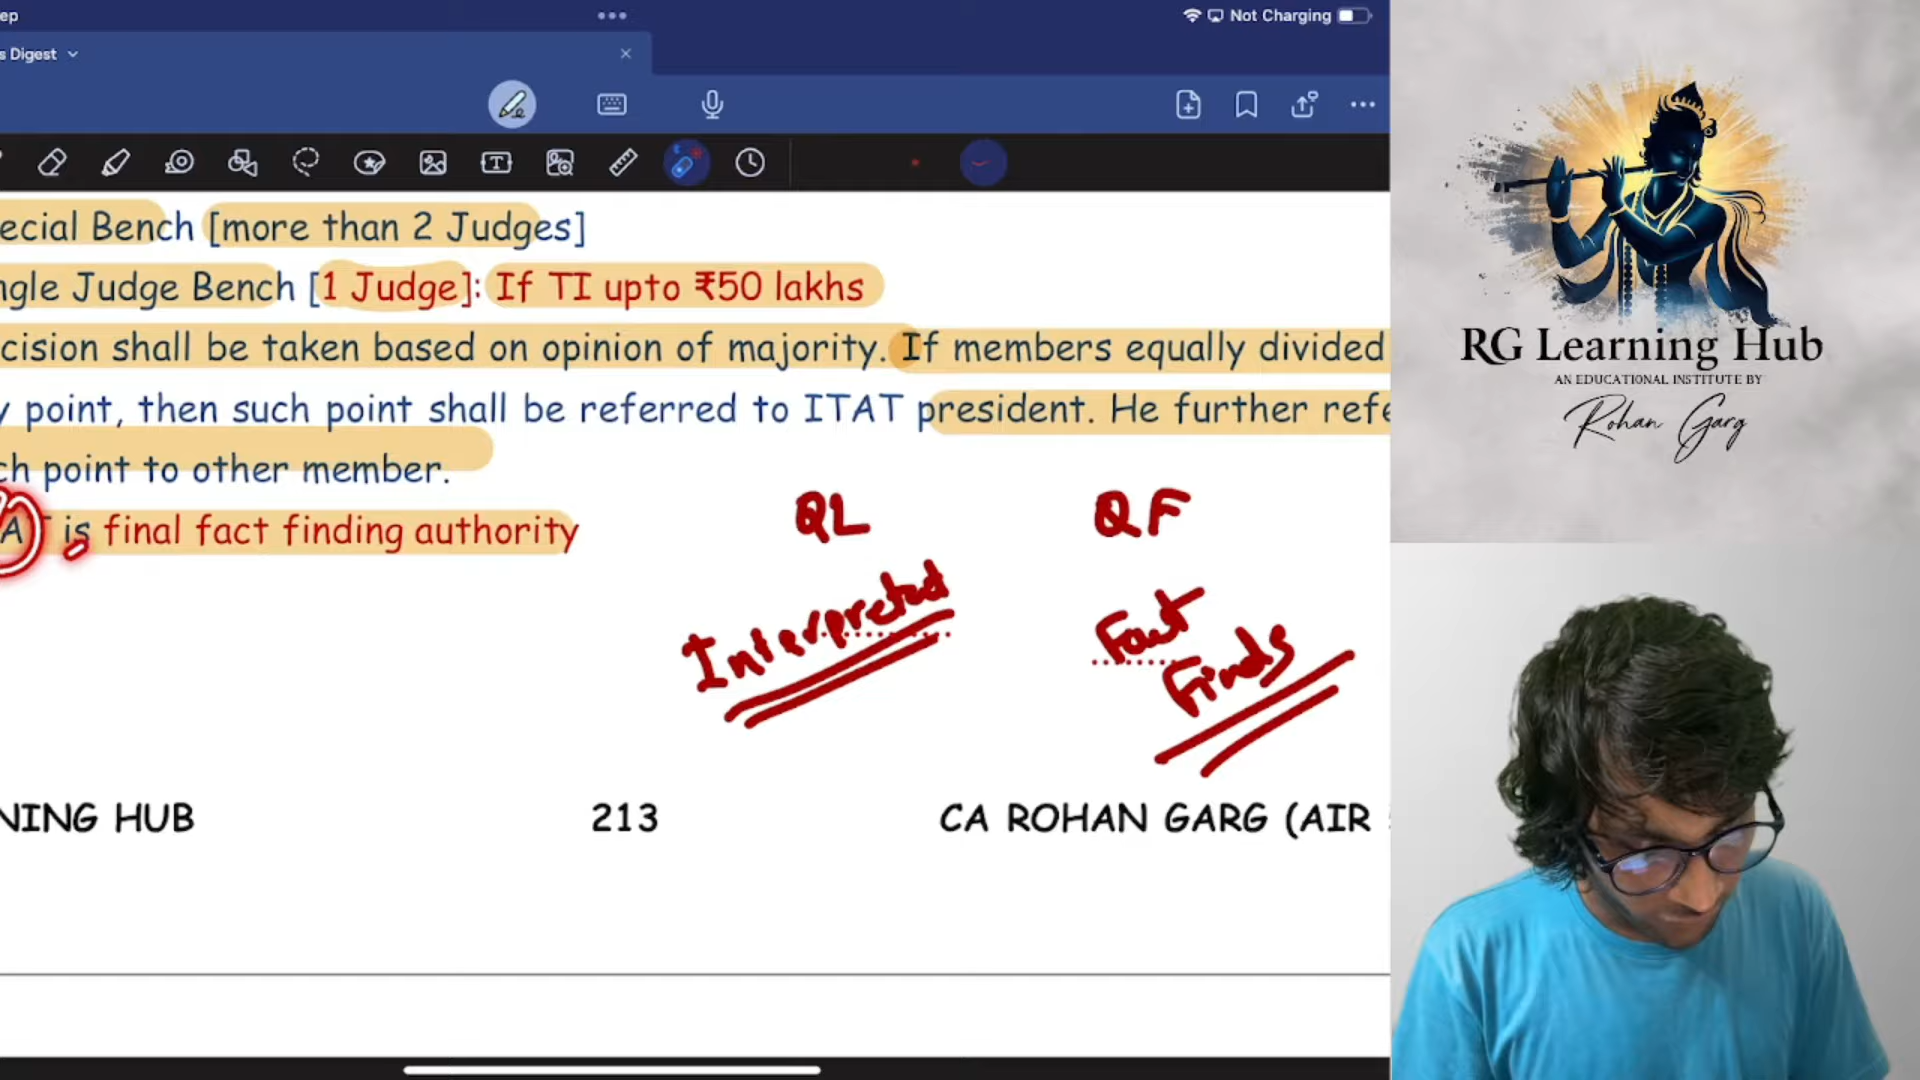 ep
Not Charging
s Digest
ecial Bench [more than 2 Judges]
ngle Judge Bench [1 Judge]: If TI upto ₹50 lakhs
cision shall be taken based on opinion of majority. If members equally divided
y point, then such point shall be referred to ITAT president. He further refe
ch point to other member.
AT is final fact finding authority
QL
QF
Interpreted
Fact
Finds
NING HUB
213
CA ROHAN GARG (AIR
RG Learning Hub
AN EDUCATIONAL INSTITUTE BY
Rohan Garg